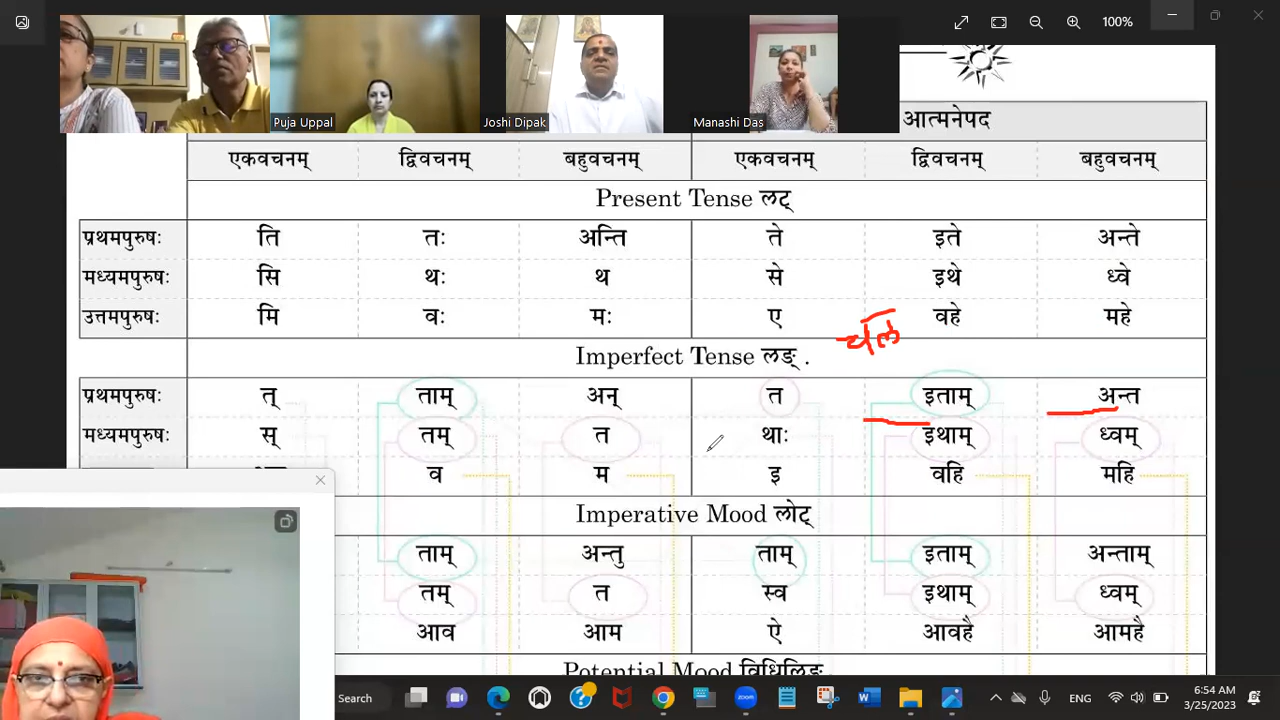 100%
Puja Uppal
Joshi Dipak
Manashi Das
आत्मनेपद
एकवचनम् द्विवचनम् बहुवचनम् एकवचनम् द्विवचनम् बहुवचनम्
Present Tense लट्
प्रथमपुरुषः ति तः अन्ति ते इते अन्ते
मध्यमपुरुषः सि थः थ से इथे ध्वे
उत्तमपुरुषः मि वः मः ए वहे महे
Imperfect Tense लङ् .
प्रथमपुरुषः त् ताम् अन् त इताम् अन्त
मध्यमपुरुषः स् तम् त थाः इथाम् ध्वम्
व म इ वहि महि
Imperative Mood लोट्
ताम् अन्तु ताम् इताम् अन्ताम्
तम् त स्व इथाम् ध्वम्
आव आम ऐ आवहै आमहै
Potential Mood विधिलिङ्
Search
ENG
6:54 AM
3/25/2023